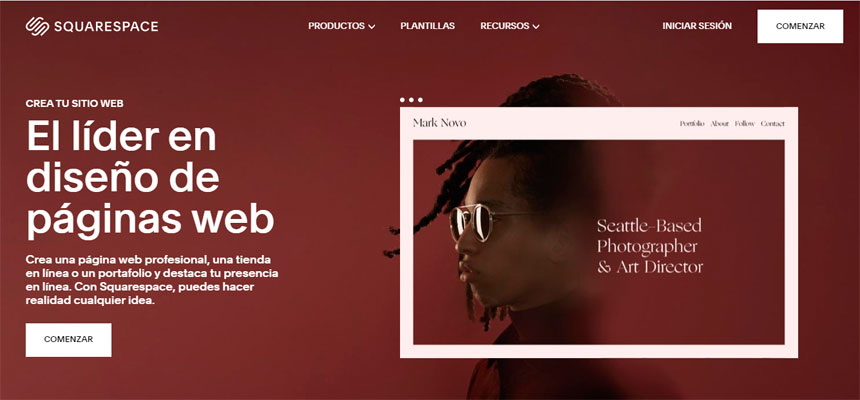 SQUARESPACE
PRODUCTOS
PLANTILLAS
RECURSOS
INICIAR SESIÓN
COMENZAR
CREA TU SITIO WEB
El líder en
diseño de
páginas web
Crea una página web profesional, una tienda
en línea o un portafolio y destaca tu presencia
en línea. Con Squarespace, puedes hacer
realidad cualquier idea.
COMENZAR
Mark Novo
Portfolio About Follow Contact
Seattle-Based
Photographer
& Art Director